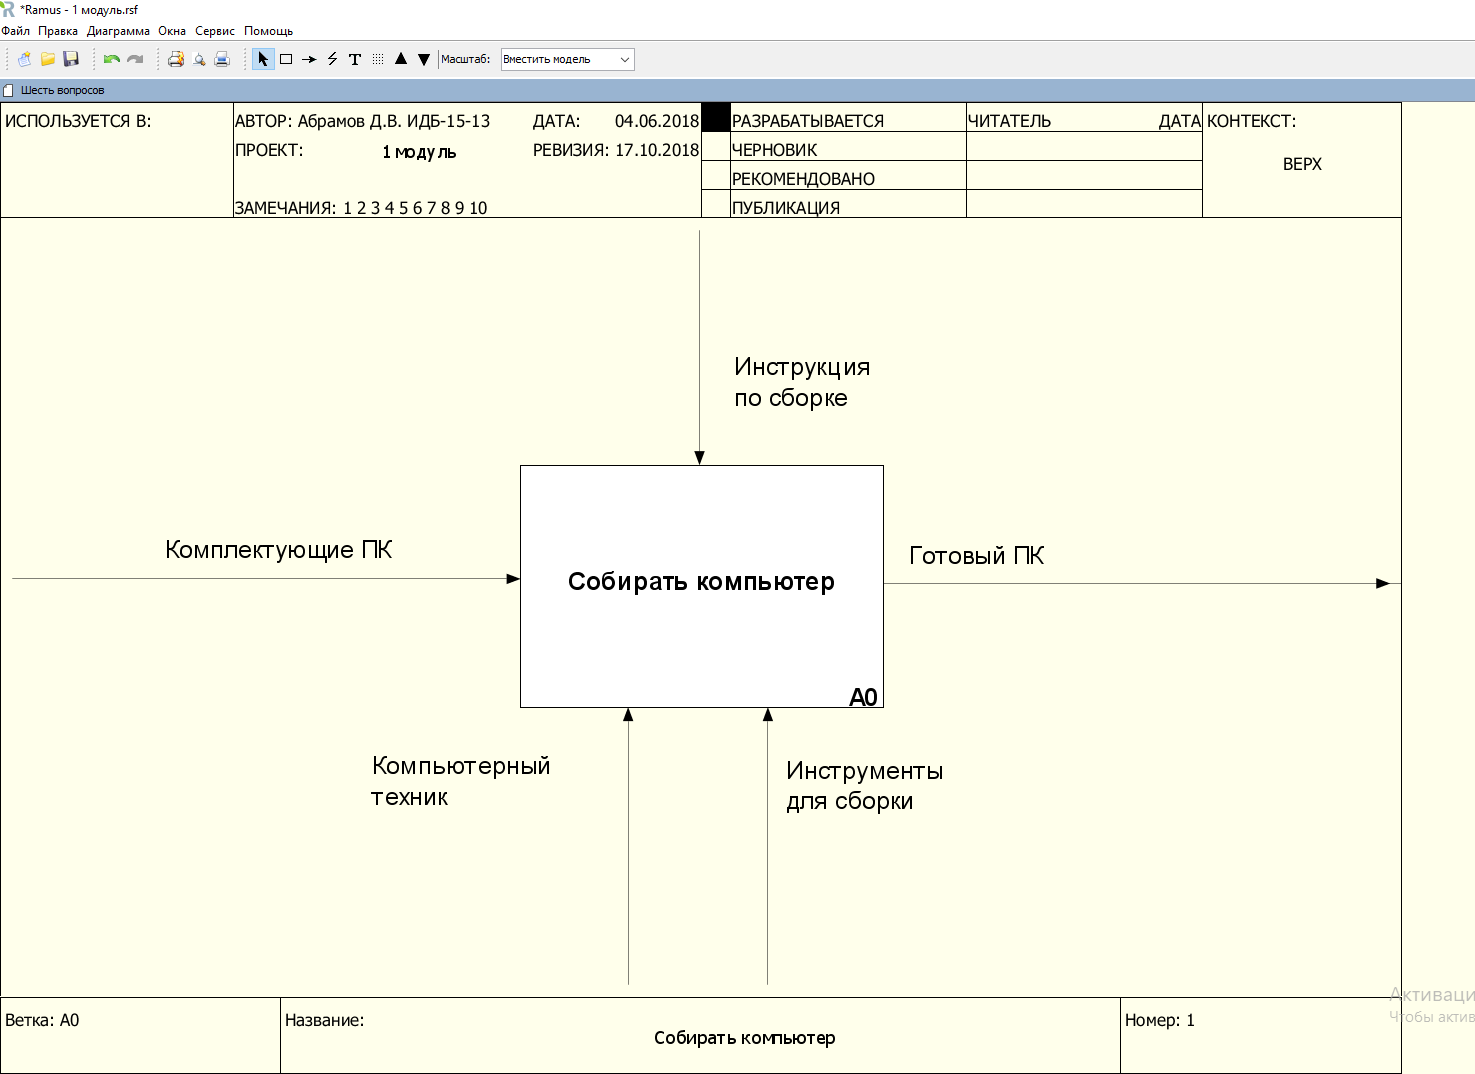 *Ramus - 1 модуль.rsf
Файл Правка Диаграмма Окна Сервис Помощь
Масштаб: Вместить модель
Шесть вопросов
ИСПОЛЬЗУЕТСЯ В:
АВТОР: Абрамов Д.В. ИДБ-15-13
ДАТА: 04.06.2018
ПРОЕКТ: 1 модуль
РЕВИЗИЯ: 17.10.2018
ЗАМЕЧАНИЯ: 1 2 3 4 5 6 7 8 9 10
РАЗРАБАТЫВАЕТСЯ
ЧЕРНОВИК
РЕКОМЕНДОВАНО
ПУБЛИКАЦИЯ
ЧИТАТЕЛЬ ДАТА
КОНТЕКСТ:
ВЕРХ
Инструкция
по сборке
Комплектующие ПК
Собирать компьютер
A0
Готовый ПК
Компьютерный
техник
Инструменты
для сборки
Ветка: A0
Название:
Собирать компьютер
Номер: 1
Активаци
Чтобы актив